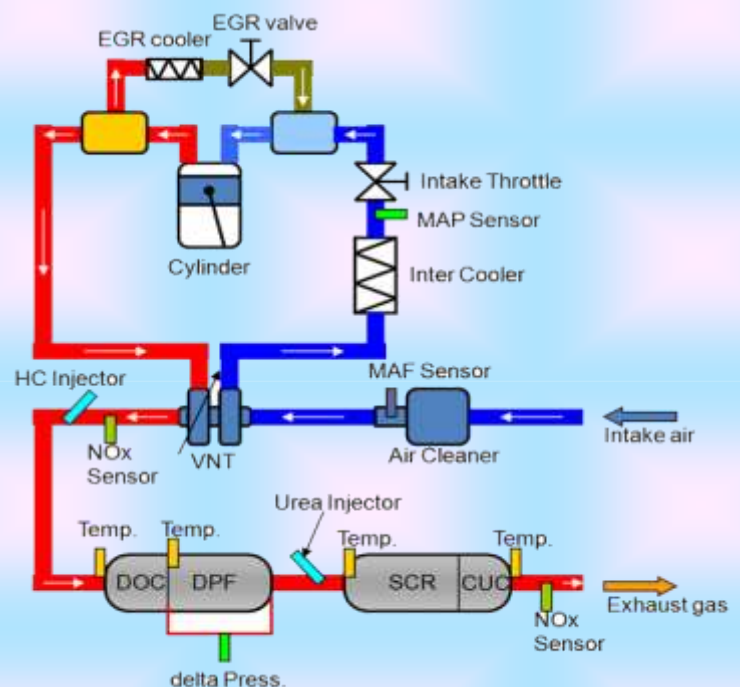 EGR valve
EGR cooler
Intake Throttle
MAP Sensor
Cylinder
Inter Cooler
HC Injector
MAF Sensor
NOx
Sensor
VNT
Air Cleaner
Intake air
Urea Injector
Temp.
Temp.
Temp.
Temp.
DOC
DPF
SCR
CUC
Exhaust gas
NOx
Sensor
delta Press.